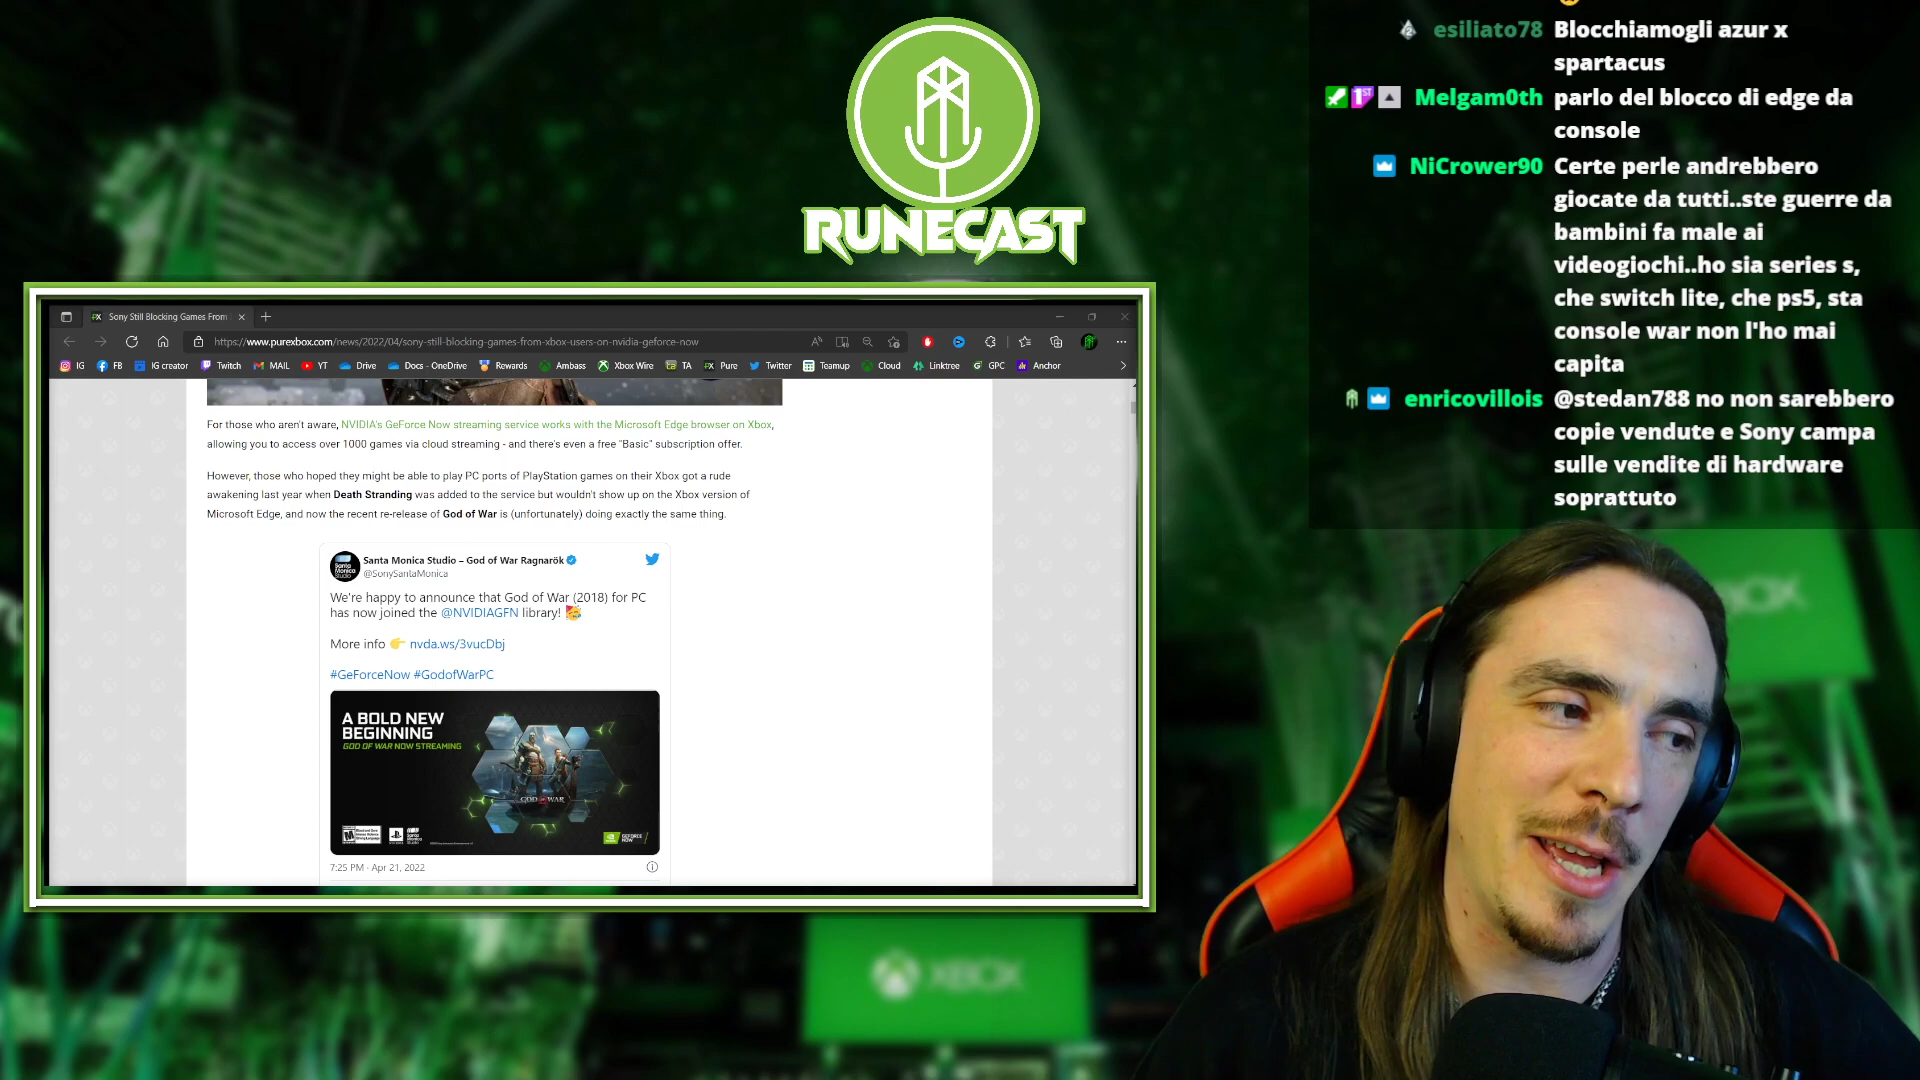 RUNECAST
Sony Still Blocking Games From
https://www.purexbox.com/news/2022/04/sony-still-blocking-games-from-xbox-users-on-nvidia-geforce-now
IG FB IG creator Twitch MAIL YT Drive Docs - OneDrive Rewards Ambass Xbox Wire TA Pure Twitter Teamup Cloud Linktree GPC Anchor
For those who aren't aware, NVIDIA's GeForce Now streaming service works with the Microsoft Edge browser on Xbox,
allowing you to access over 1000 games via cloud streaming - and there's even a free "Basic" subscription offer.
However, those who hoped they might be able to play PC ports of PlayStation games on their Xbox got a rude
awakening last year when Death Stranding was added to the service but wouldn't show up on the Xbox version of
Microsoft Edge, and now the recent re-release of God of War is (unfortunately) doing exactly the same thing.
Santa Monica Studio – God of War Ragnarök
@SonySantaMonica
We're happy to announce that God of War (2018) for PC
has now joined the @NVIDIAGFN library!
More info nvda.ws/3vucDbj
#GeForceNow #GodofWarPC
A BOLD NEW
BEGINNING
GOD OF WAR NOW STREAMING
GOD OF WAR
GEFORCE
NOW
7:25 PM · Apr 21, 2022
esiliato78 Blocchiamogli azur x
spartacus
Melgam0th parlo del blocco di edge da
console
NiCrower90 Certe perle andrebbero
giocate da tutti..ste guerre da
bambini fa male ai
videogiochi..ho sia series s,
che switch lite, che ps5, sta
console war non l'ho mai
capita
enricovillois @stedan788 no non sarebbero
copie vendute e Sony campa
sulle vendite di hardware
soprattuto
XBOX
XBOX